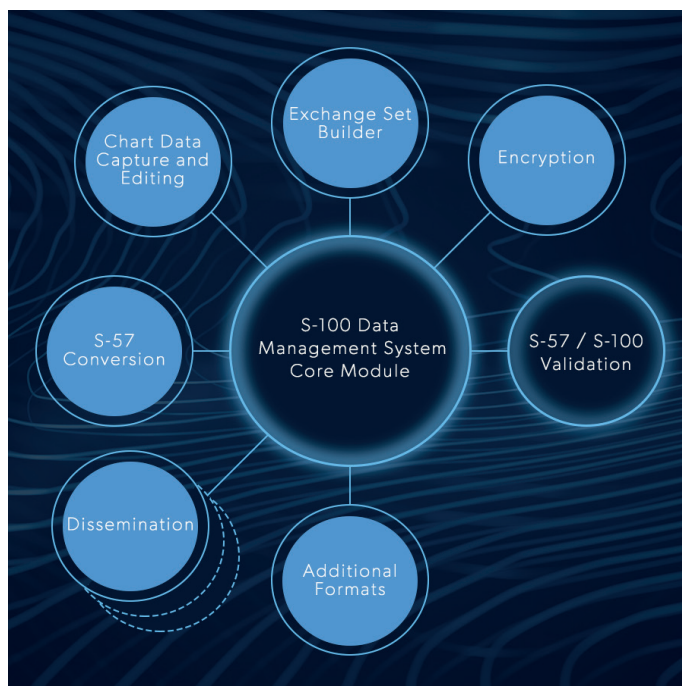 Exchange Set
Builder
Chart Data
Capture and
Editing
Encryption
S-57
Conversion
S-100 Data
Management System
Core Module
S-57 / S-100
Validation
Dissemination
Additional
Formats